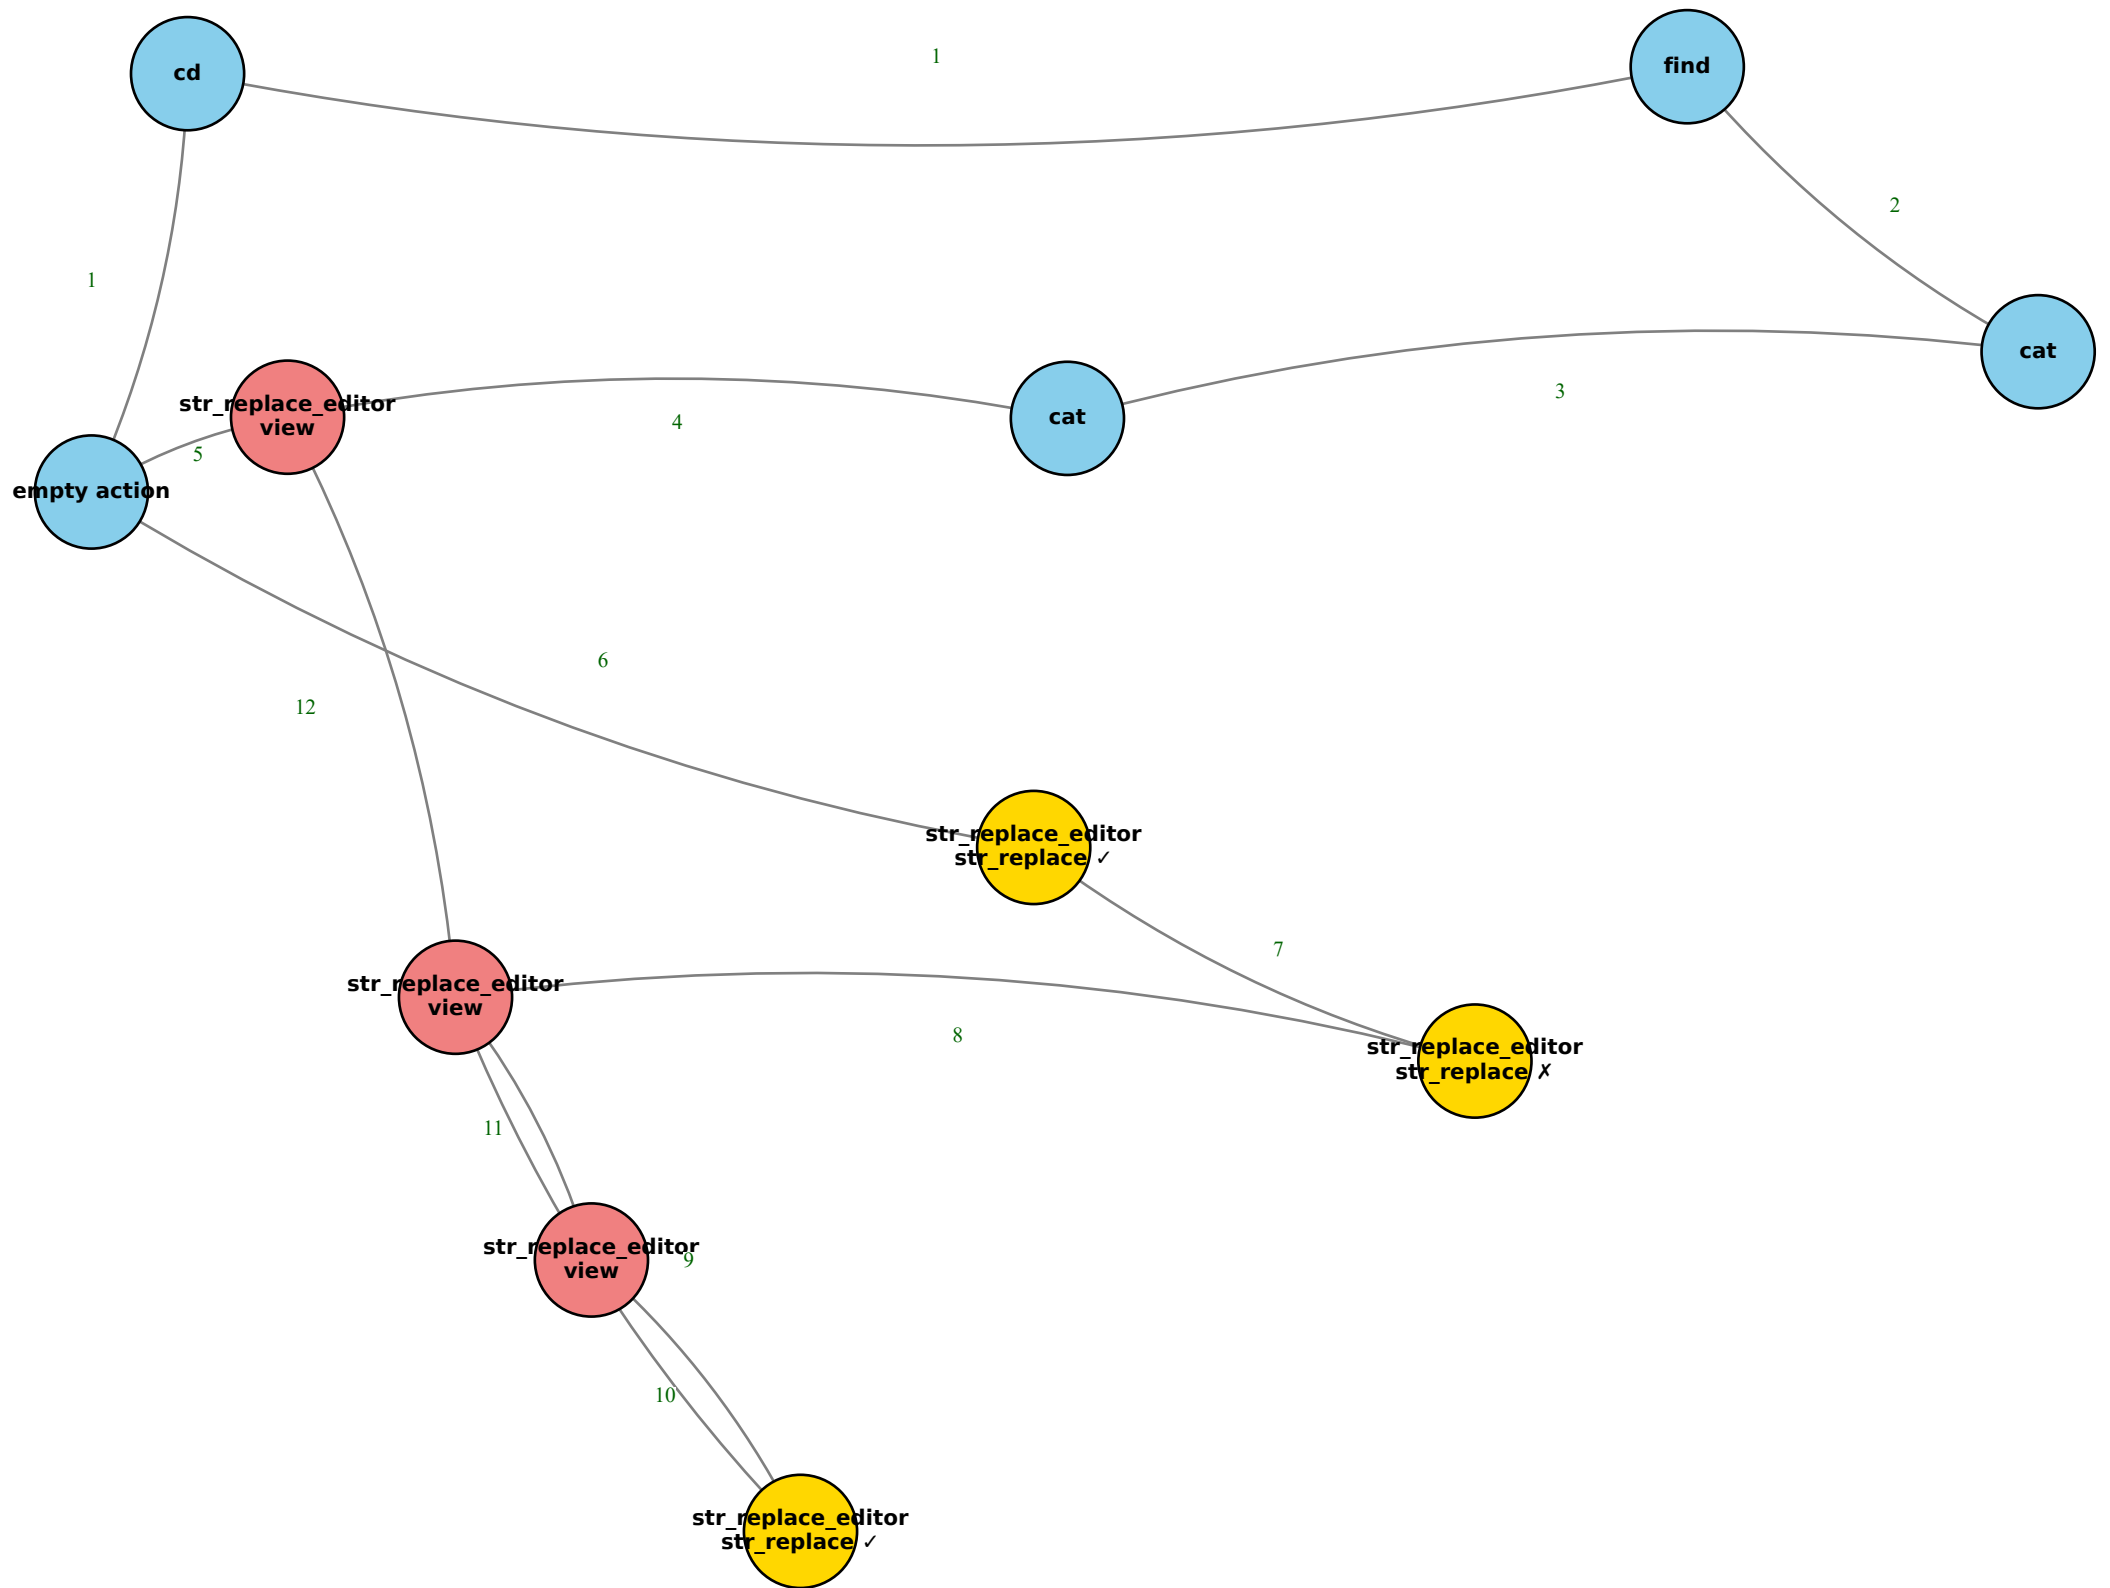 1
cd
find
2
1
cat
3
str_replace_editor
view
4
cat
5
empty action
6
12
str_replace_editor
str_replace ✓
7
str_replace_editor
view
8
str_replace_editor
str_replace ✗
11
str_replace_editor
view
9
10
str_replace_editor
str_replace ✓